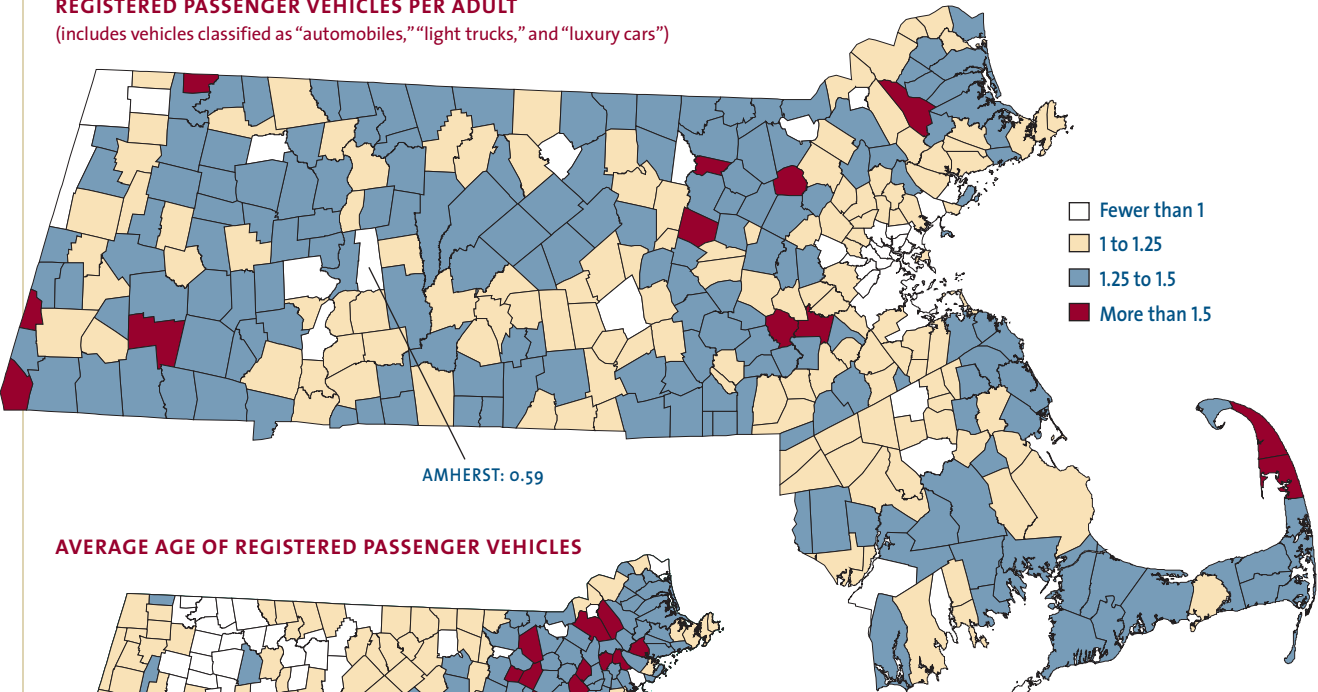 REGISTERED PASSENGER VEHICLES PER ADULT
(includes vehicles classified as “automobiles,” “light trucks,” and “luxury cars”)
Fewer than 1
1 to 1.25
1.25 to 1.5
More than 1.5
AMHERST: 0.59
AVERAGE AGE OF REGISTERED PASSENGER VEHICLES